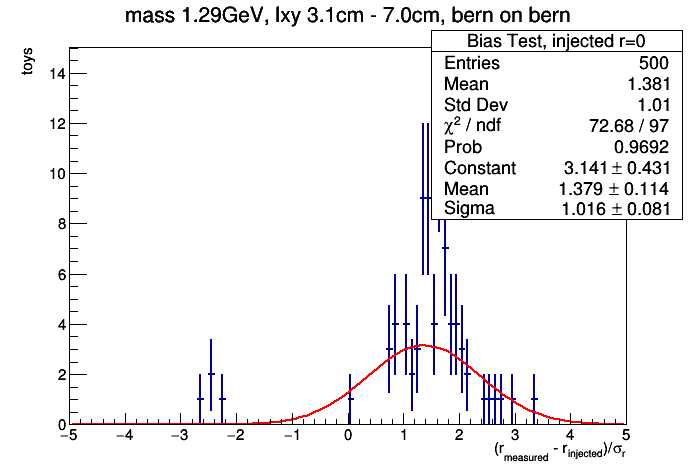 mass 1.29GeV, lxy 3.1cm - 7.0cm, bern on bern
Bias Test, injected r=0
Entries 500
Mean 1.381
Std Dev 1.01
χ² / ndf 72.68 / 97
Prob 0.9692
Constant 3.141 ± 0.431
Mean 1.379 ± 0.114
Sigma 1.016 ± 0.081
toys
14
12
10
8
6
4
2
0
−5 −4 −3 −2 −1 0 1 2 3 4 5
(r_measured - r_injected)/σ_r